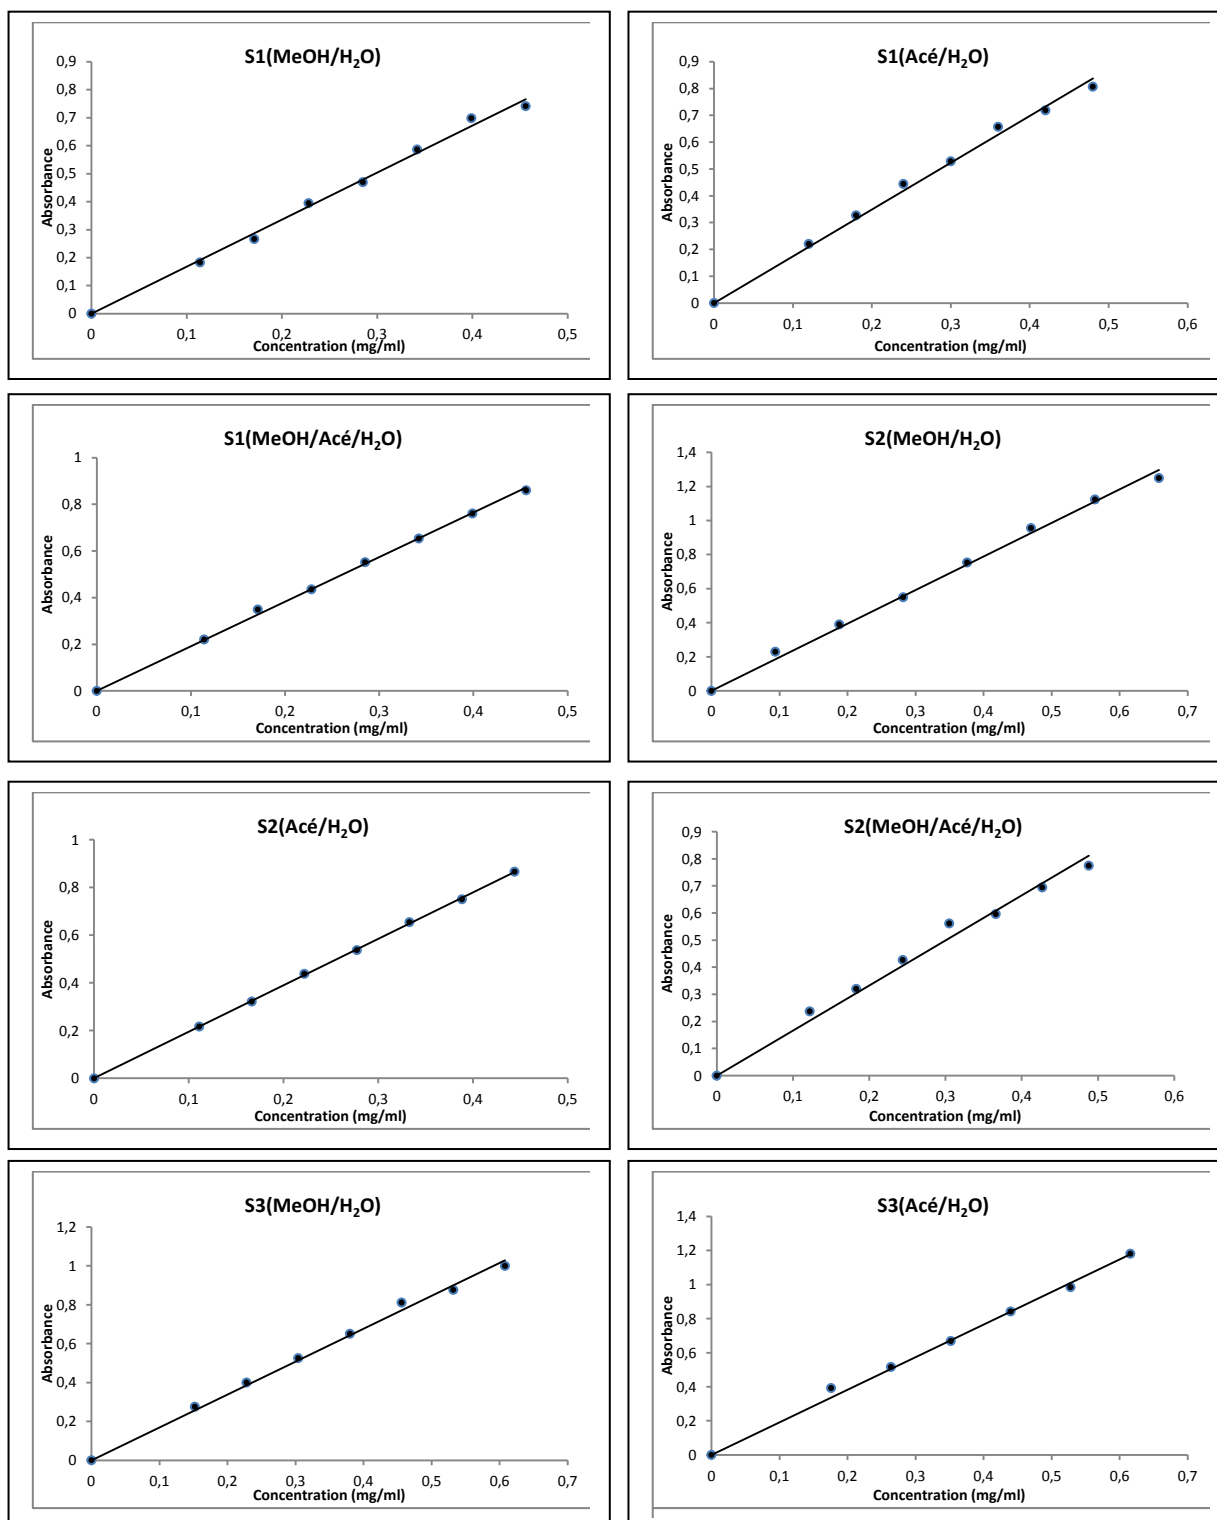 S1(MeOH/H₂O)
0,9
0,8
0,7
0,6
0,5
0,4
0,3
0,2
0,1
0
Absorbance
0 0,1 0,2 0,3 0,4 0,5
Concentration (mg/ml)
S1(Acé/H₂O)
0,9
0,8
0,7
0,6
0,5
0,4
0,3
0,2
0,1
0
Absorbance
0 0,1 0,2 0,3 0,4 0,5 0,6
Concentration (mg/ml)
S1(MeOH/Acé/H₂O)
1
0,8
0,6
0,4
0,2
0
Absorbance
0 0,1 0,2 0,3 0,4 0,5
Concentration (mg/ml)
S2(MeOH/H₂O)
1,4
1,2
1
0,8
0,6
0,4
0,2
0
Absorbance
0 0,1 0,2 0,3 0,4 0,5 0,6 0,7
Concentration (mg/ml)
S2(Acé/H₂O)
1
0,8
0,6
0,4
0,2
0
Absorbance
0 0,1 0,2 0,3 0,4 0,5
Concentration (mg/ml)
S2(MeOH/Acé/H₂O)
0,9
0,8
0,7
0,6
0,5
0,4
0,3
0,2
0,1
0
Absorbance
0 0,1 0,2 0,3 0,4 0,5 0,6
Concentration (mg/ml)
S3(MeOH/H₂O)
1,2
1
0,8
0,6
0,4
0,2
0
Absorbance
0 0,1 0,2 0,3 0,4 0,5 0,6 0,7
Concentration (mg/ml)
S3(Acé/H₂O)
1,4
1,2
1
0,8
0,6
0,4
0,2
0
Absorbance
0 0,1 0,2 0,3 0,4 0,5 0,6 0,7
Concentration (mg/ml)